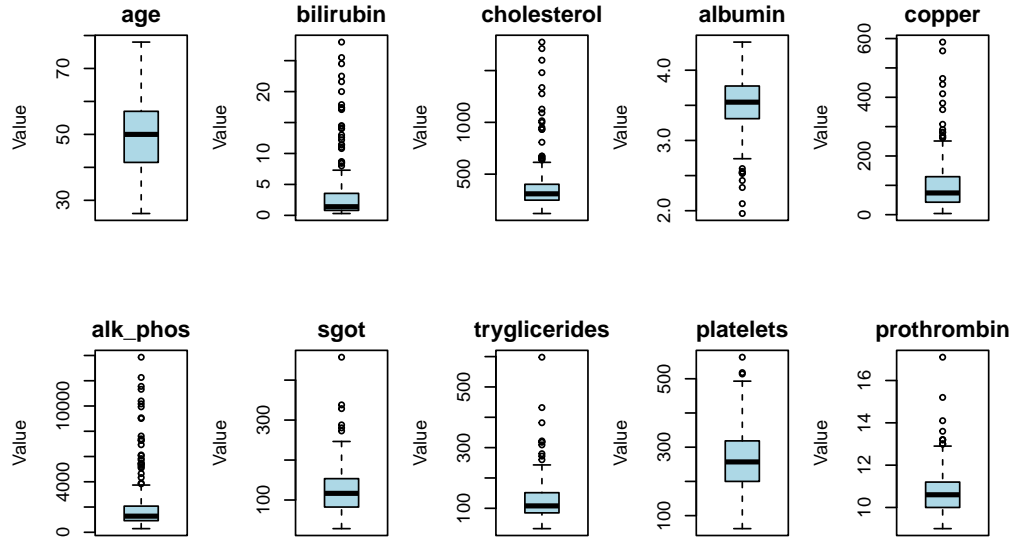 age bilirubin cholesterol albumin copper
Value 30 50 70
Value 0 5 10 20
Value 500 1000
Value 2.0 3.0 4.0
Value 0 200 400 600
alk_phos sgot tryglicerides platelets prothrombin
Value 0 4000 10000
Value 100 300
Value 100 300 500
Value 100 300 500
Value 10 12 14 16